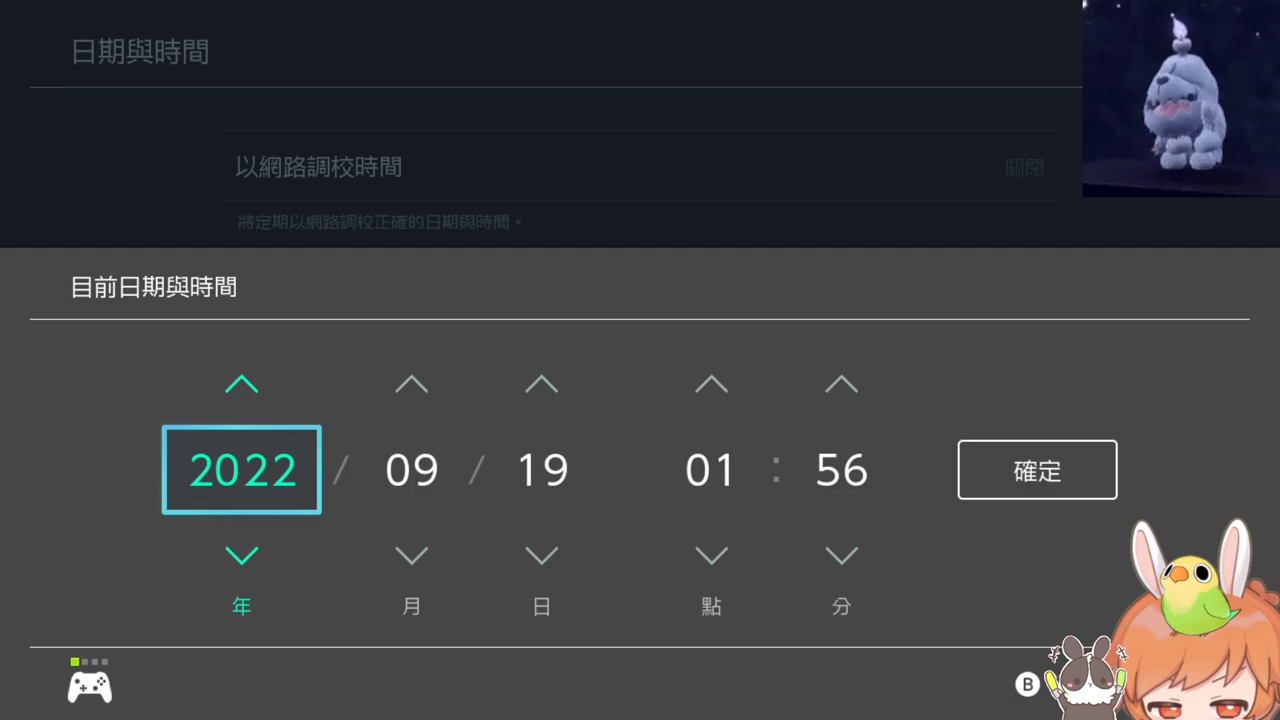 日期與時間
以網路調校時間 關閉
將定期以網路調校正確的日期與時間。
目前日期與時間
2022 / 09 / 19 01 : 56 確定
年 月 日 點 分
B